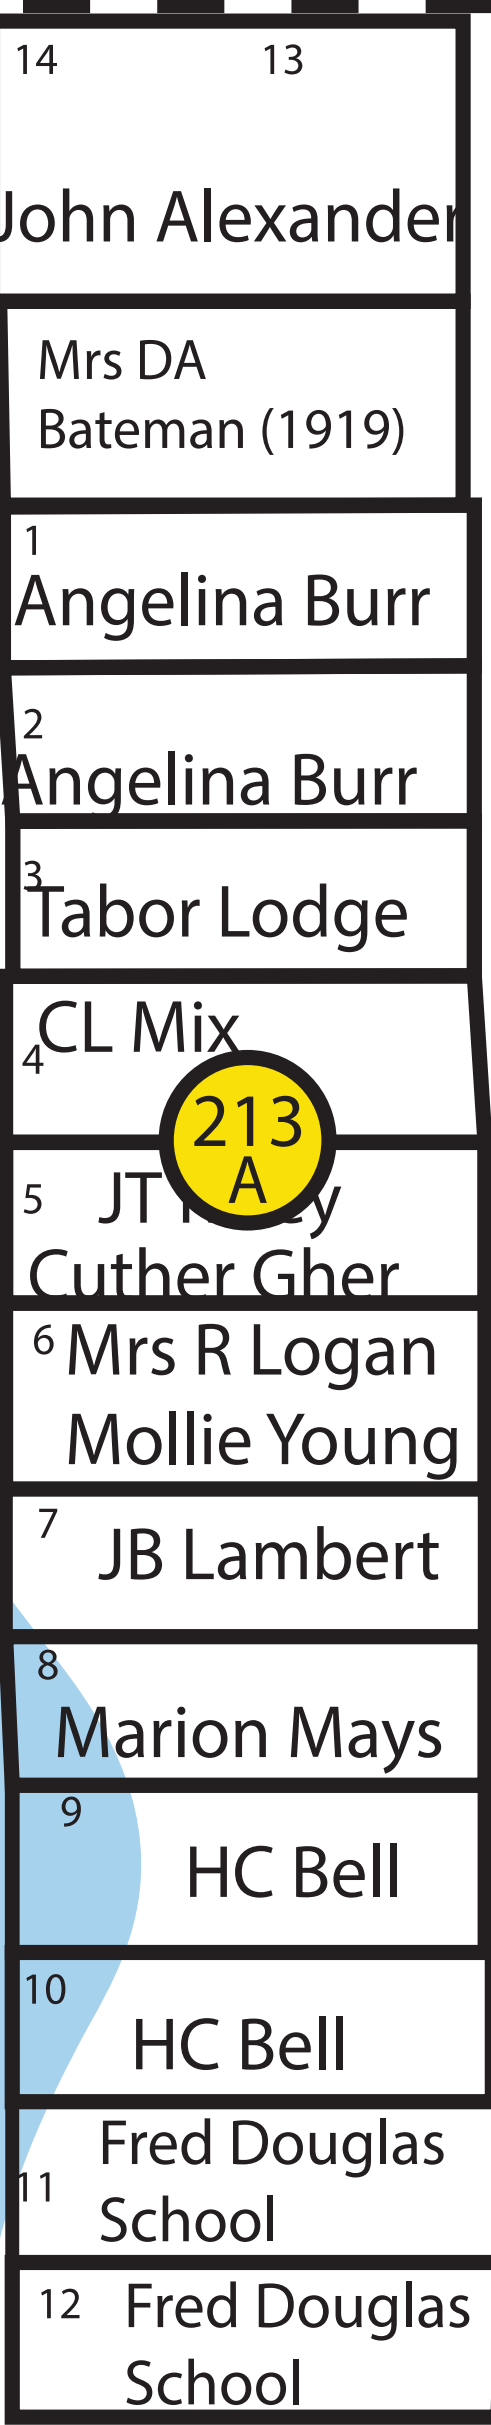 14 13
John Alexander
Mrs DA
Bateman (1919)
1
Angelina Burr
2
Angelina Burr
3
Tabor Lodge
CL Mix
4
213
A
5 JT
Cuther Gher
6 Mrs R Logan
Mollie Young
7
JB Lambert
8
Marion Mays
9
HC Bell
10
HC Bell
Fred Douglas
11
School
12 Fred Douglas
School